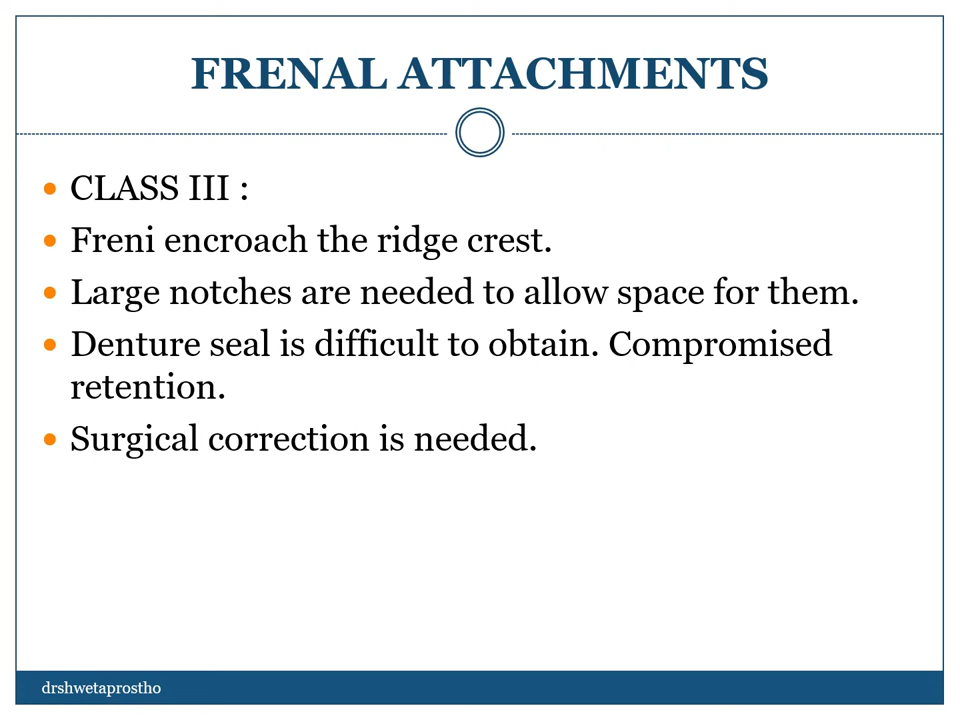 FRENAL ATTACHMENTS
CLASS III :
Freni encroach the ridge crest.
Large notches are needed to allow space for them.
Denture seal is difficult to obtain. Compromised
retention.
Surgical correction is needed.
drshwetaprostho